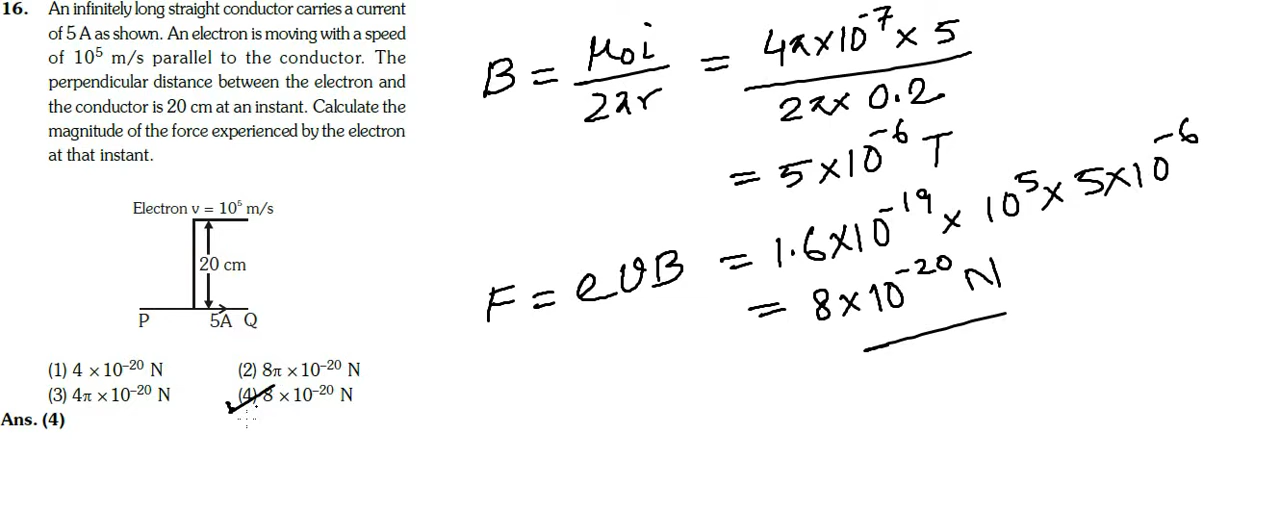 16. An infinitely long straight conductor carries a current
of 5 A as shown. An electron is moving with a speed
of 10⁵ m/s parallel to the conductor. The
perpendicular distance between the electron and
the conductor is 20 cm at an instant. Calculate the
magnitude of the force experienced by the electron
at that instant.
Electron v = 10⁵ m/s
20 cm
P 5A Q
(1) 4 × 10⁻²⁰ N (2) 8π × 10⁻²⁰ N
(3) 4π × 10⁻²⁰ N (4) 8 × 10⁻²⁰ N
Ans. (4)
B = μ₀i / 2πr = 4π×10⁻⁷ × 5 / 2π× 0.2
= 5×10⁻⁶ T
F = eVB = 1.6×10⁻¹⁹ × 10⁵ × 5×10⁻⁶
= 8×10⁻²⁰ N